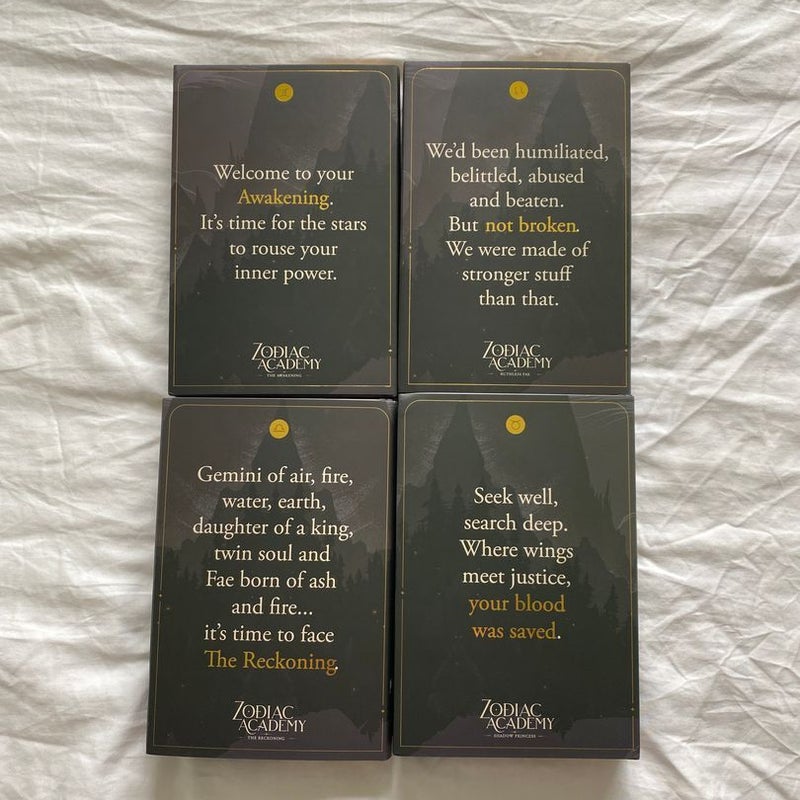 Welcome to your
Awakening.
It's time for the stars
to rouse your
inner power.
ZODIAC
ACADEMY
THE AWAKENING
We'd been humiliated,
belittled, abused
and beaten.
But not broken.
We were made of
stronger stuff
than that.
ZODIAC
ACADEMY
RUTHLESS FAE
Gemini of air, fire,
water, earth,
daughter of a king,
twin soul and
Fae born of ash
and fire...
it's time to face
The Reckoning.
ZODIAC
ACADEMY
THE RECKONING
Seek well,
search deep.
Where wings
meet justice,
your blood
was saved.
ZODIAC
ACADEMY
SHADOW PRINCESS